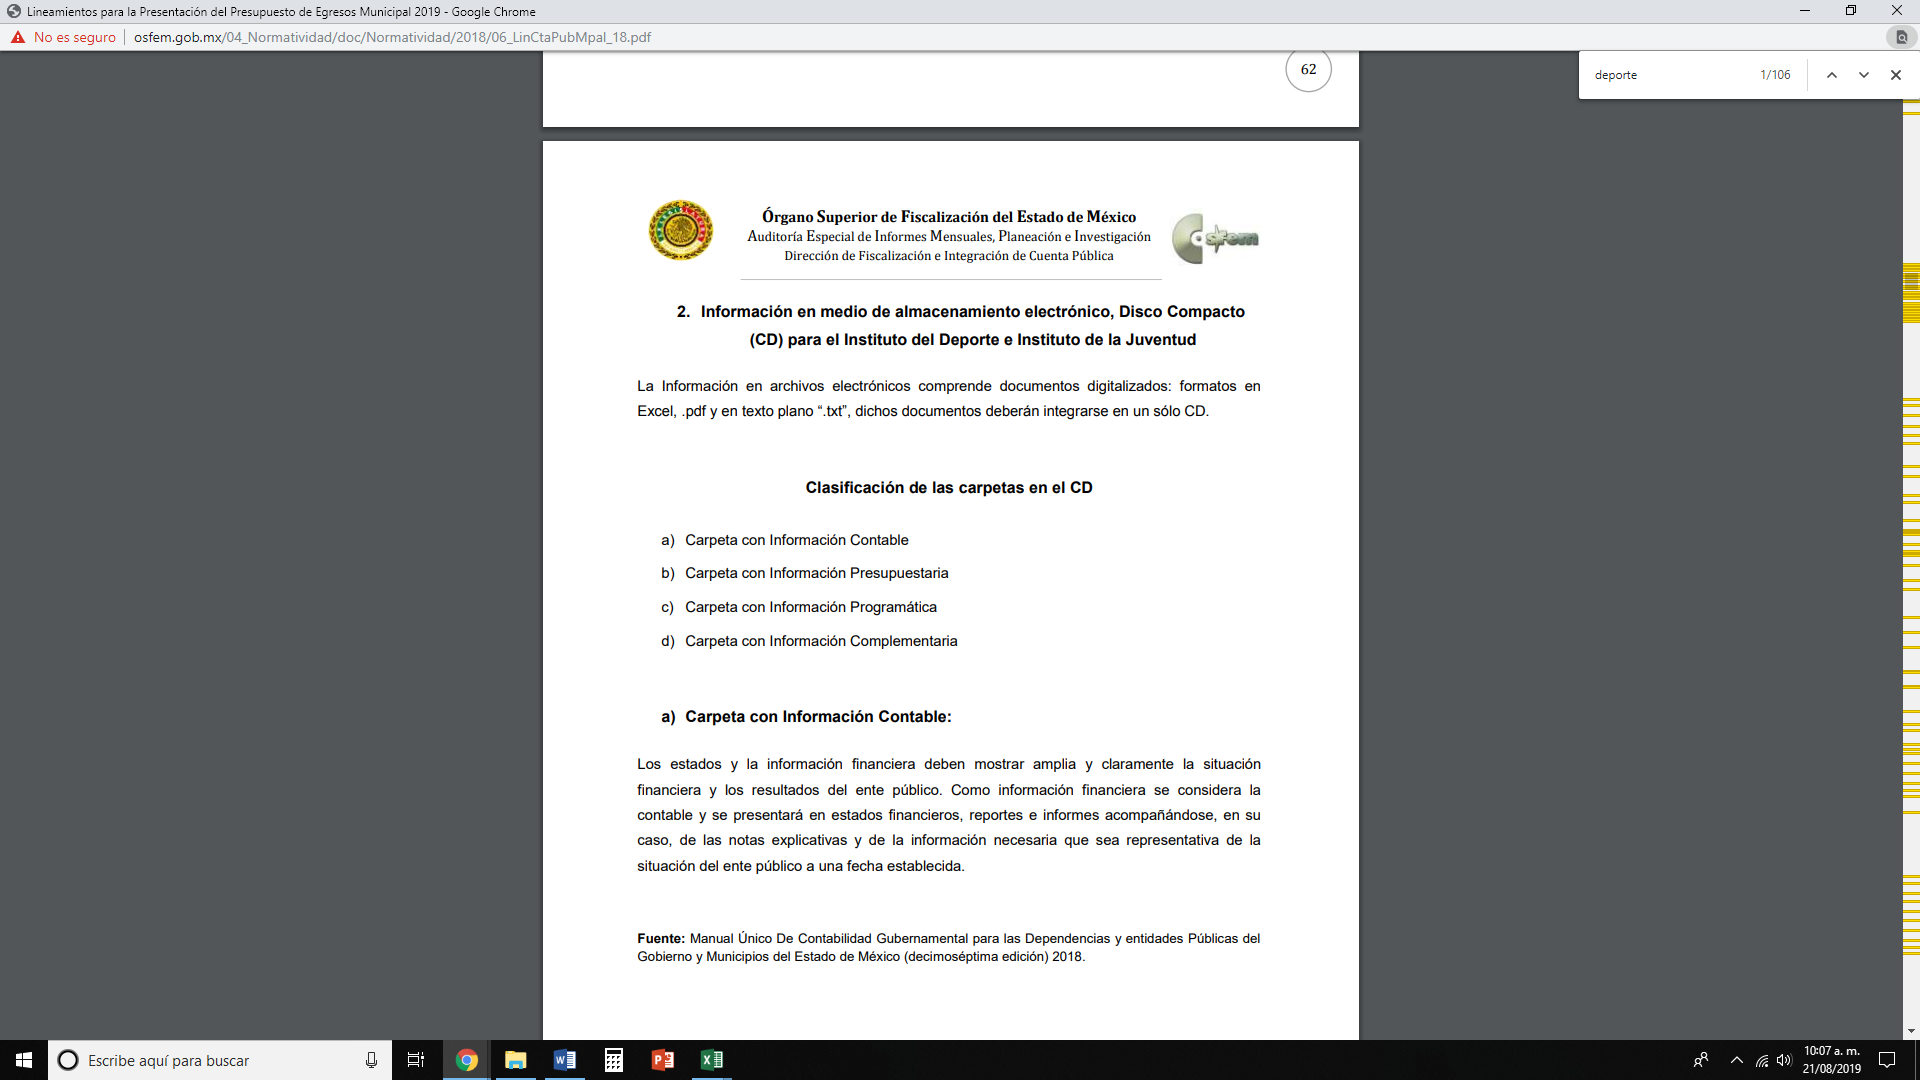 Lineamientos para la Presentación del Presupuesto de Egresos Municipal 2019 - Google Chrome
No es seguro osfem.gob.mx/04_Normatividad/doc/Normatividad/2018/06_LinCtaPubMpal_18.pdf
deporte 1/106
62
Órgano Superior de Fiscalización del Estado de México
Auditoría Especial de Informes Mensuales, Planeación e Investigación
Dirección de Fiscalización e Integración de Cuenta Pública
osfem
2. Información en medio de almacenamiento electrónico, Disco Compacto
(CD) para el Instituto del Deporte e Instituto de la Juventud
La Información en archivos electrónicos comprende documentos digitalizados: formatos en
Excel, .pdf y en texto plano “.txt”, dichos documentos deberán integrarse en un sólo CD.
Clasificación de las carpetas en el CD
a) Carpeta con Información Contable
b) Carpeta con Información Presupuestaria
c) Carpeta con Información Programática
d) Carpeta con Información Complementaria
a) Carpeta con Información Contable:
Los estados y la información financiera deben mostrar amplia y claramente la situación
financiera y los resultados del ente público. Como información financiera se considera la
contable y se presentará en estados financieros, reportes e informes acompañándose, en su
caso, de las notas explicativas y de la información necesaria que sea representativa de la
situación del ente público a una fecha establecida.
Fuente: Manual Único De Contabilidad Gubernamental para las Dependencias y entidades Públicas del
Gobierno y Municipios del Estado de México (decimoséptima edición) 2018.
Escribe aquí para buscar
10:07 a. m.
21/08/2019